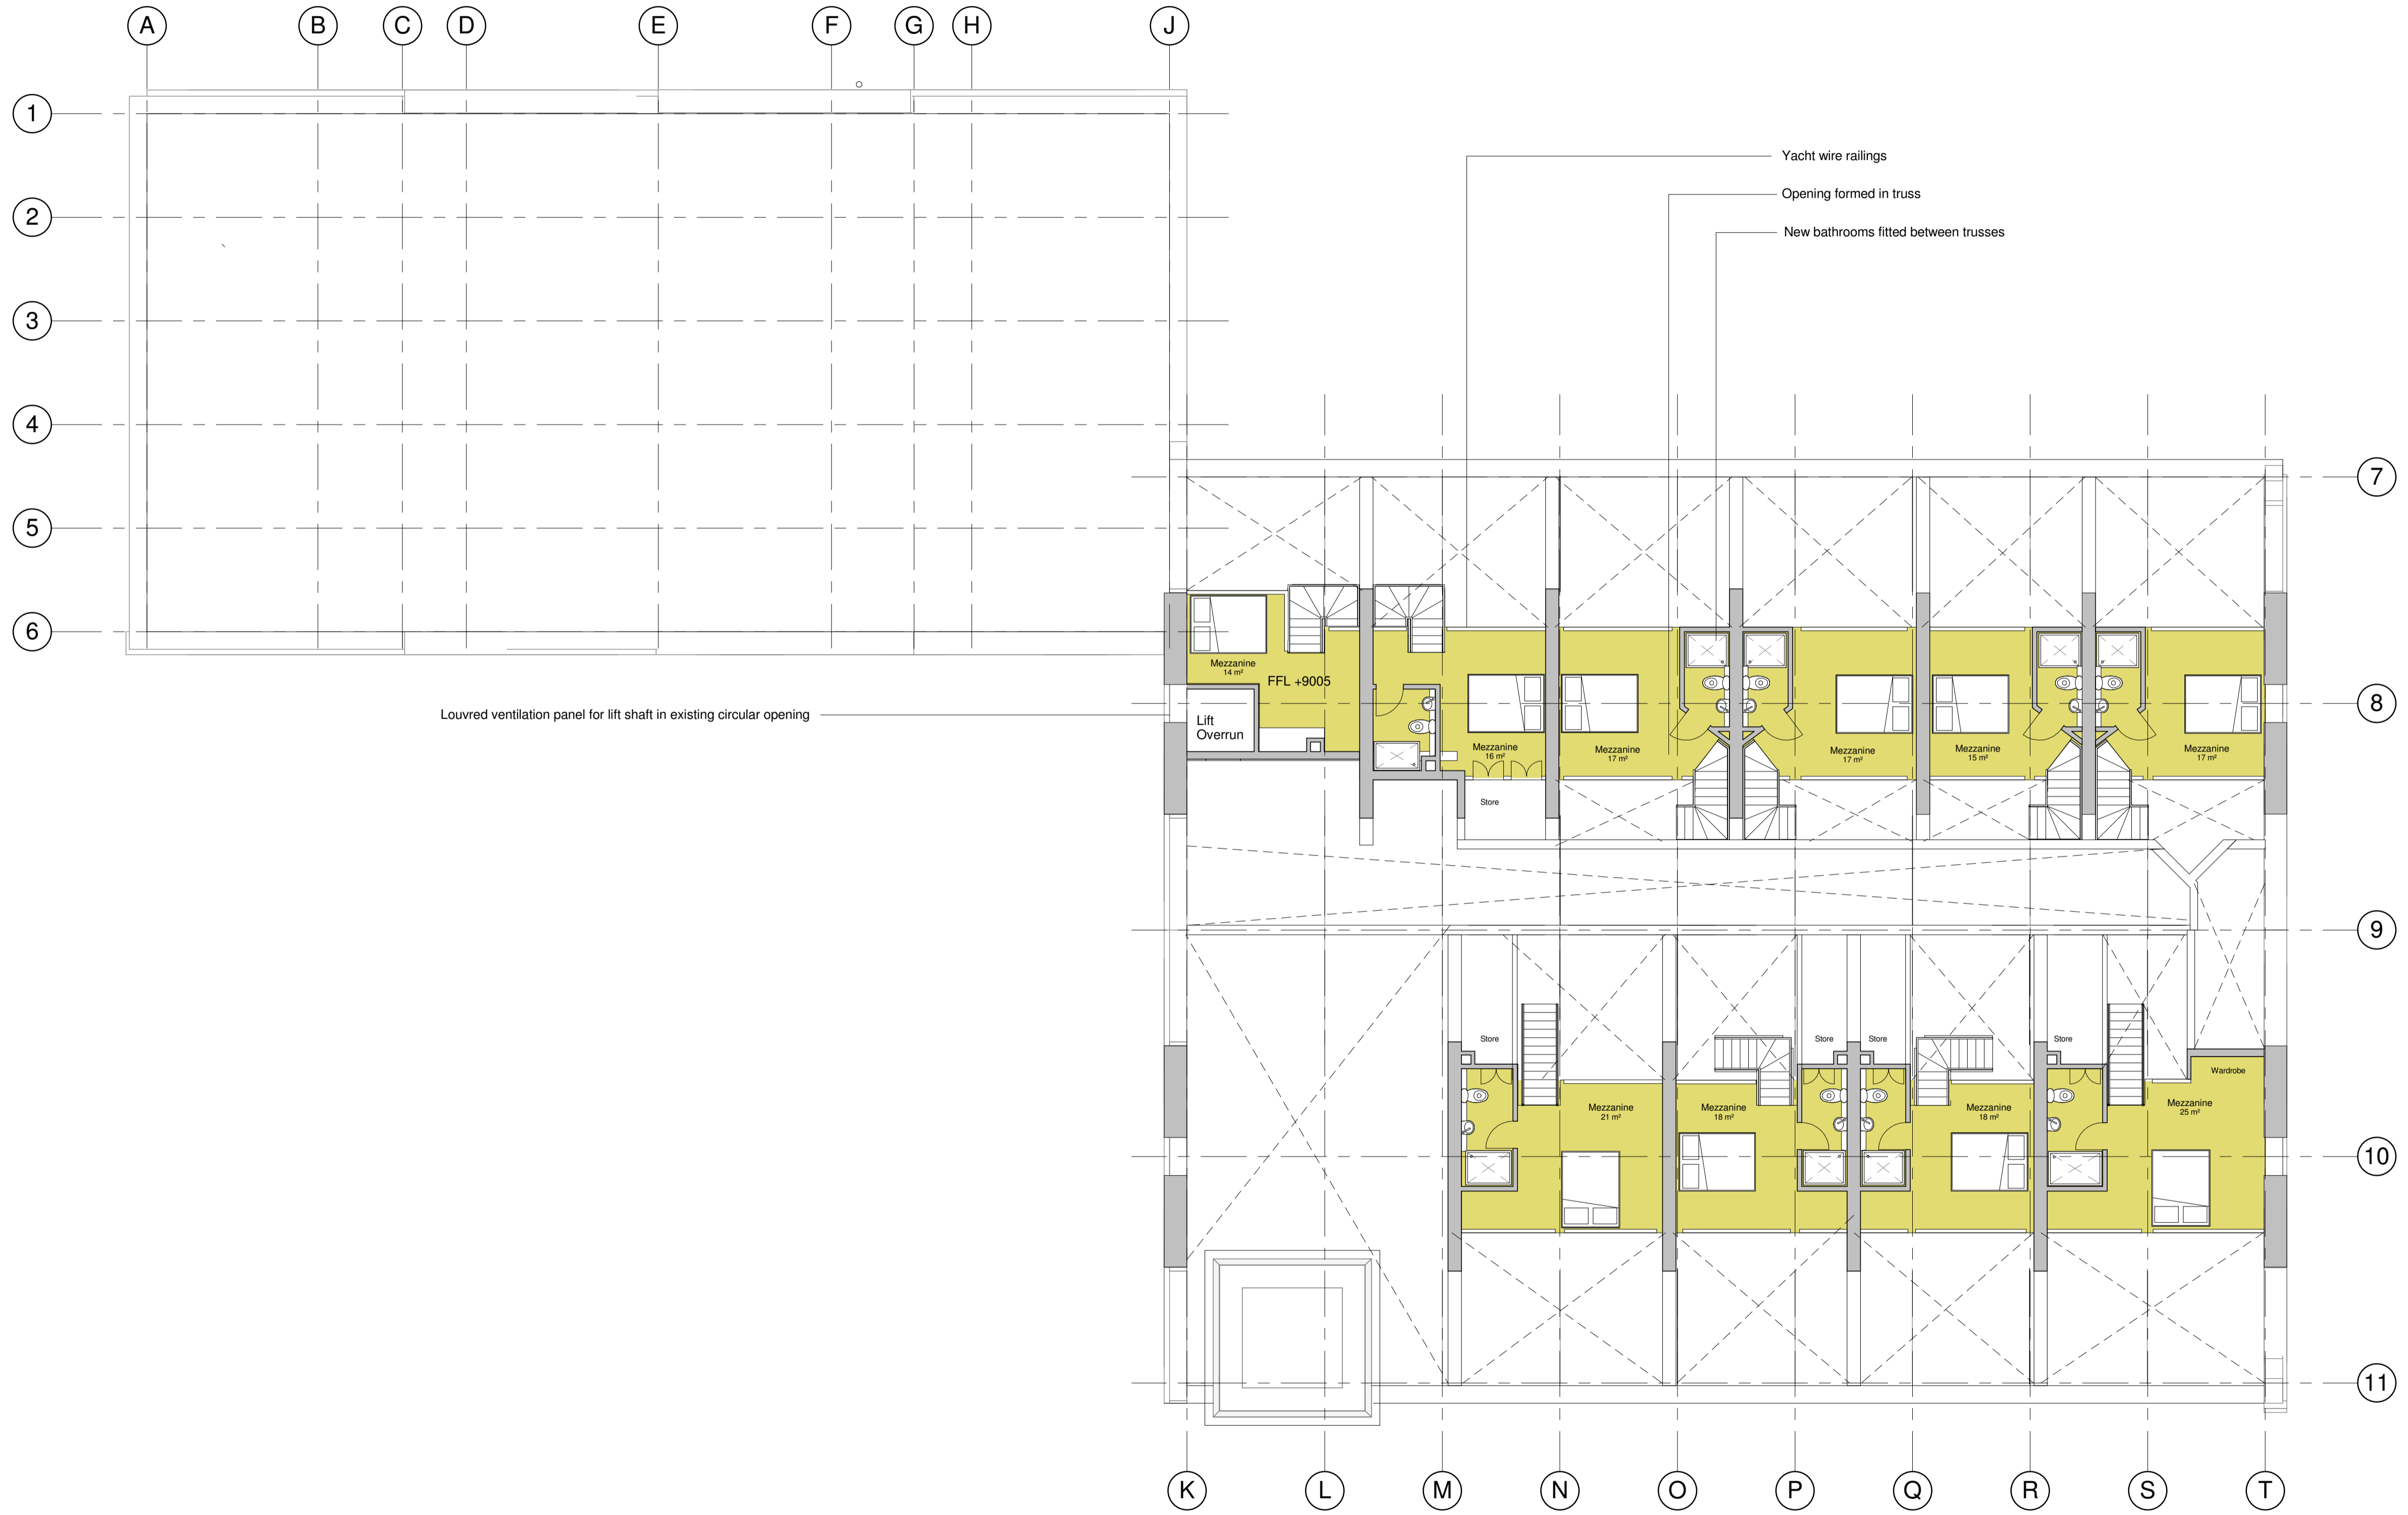 A B C D E F G H J
1
Yacht wire railings
Opening formed in truss
2
New bathrooms fitted between trusses
3
4
7
5
6
Mezzanine
14 m²
FFL +9005
8
Louvred ventilation panel for lift shaft in existing circular opening
Lift
Overrun
Mezzanine
16 m²
Mezzanine
17 m²
Mezzanine
17 m²
Mezzanine
15 m²
Mezzanine
17 m²
Store
9
Store
Store
Store
Store
Wardrobe
Mezzanine
21 m²
Mezzanine
18 m²
Mezzanine
18 m²
Mezzanine
25 m²
10
11
K L M N O P Q R S T